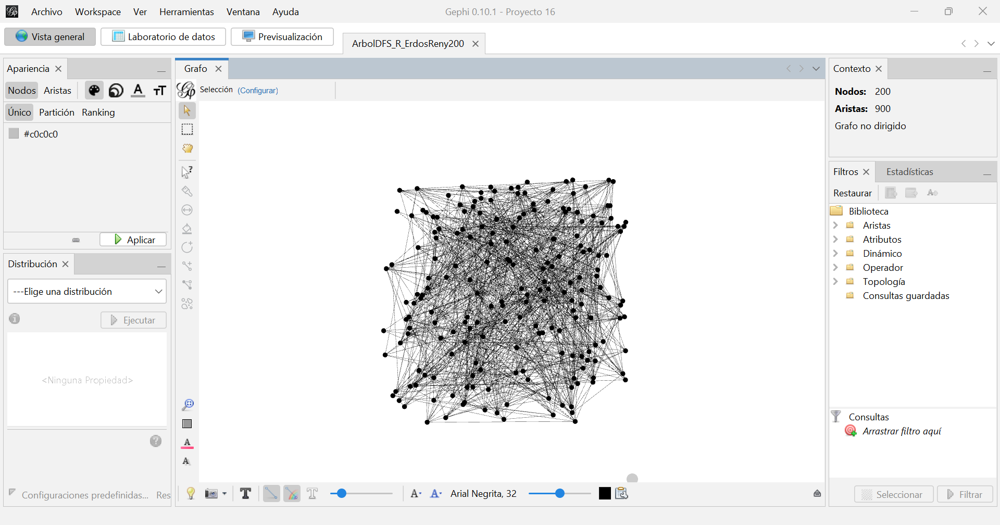 Archivo Workspace Ver Herramientas Ventana Ayuda
Gephi 0.10.1 - Proyecto 16
Vista general
Laboratorio de datos
Previsualización
ArbolDFS_R_ErdosReny200
Apariencia
Nodos Aristas
Único Partición Ranking
#c0c0c0
Aplicar
Distribución
---Elige una distribución
Ejecutar
<Ninguna Propiedad>
Configuraciones predefinidas... Res
Grafo
Selección (Configurar)
Arial Negrita, 32
Contexto
Nodos: 200
Aristas: 900
Grafo no dirigido
Filtros Estadísticas
Restaurar
Biblioteca
Aristas
Atributos
Dinámico
Operador
Topología
Consultas guardadas
Consultas
Arrastrar filtro aquí
Seleccionar
Filtrar